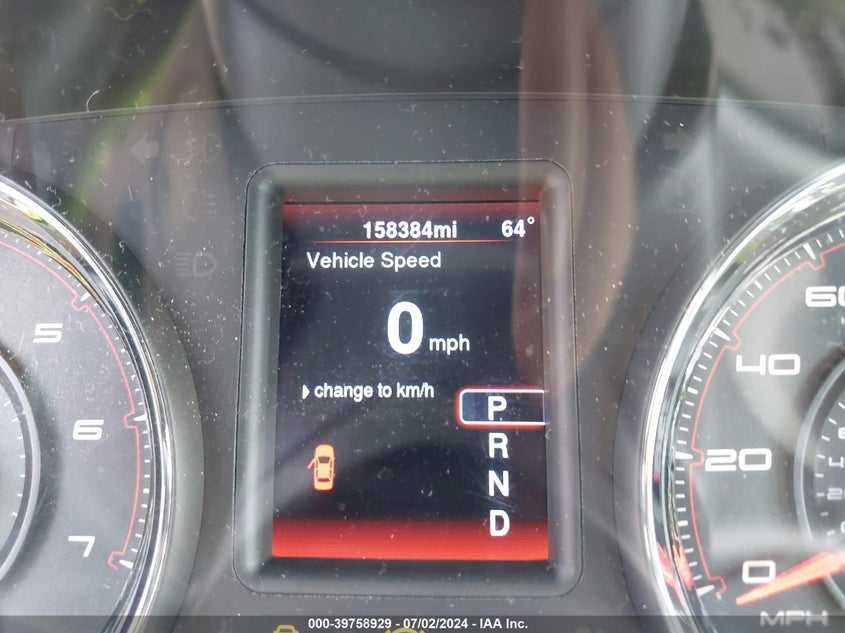 158384mi 64°
Vehicle Speed
0 mph
change to km/h
P
R
N
D
5
6
7
60
40
20
0
MPH
000-39758929 - 07/02/2024 - IAA Inc.